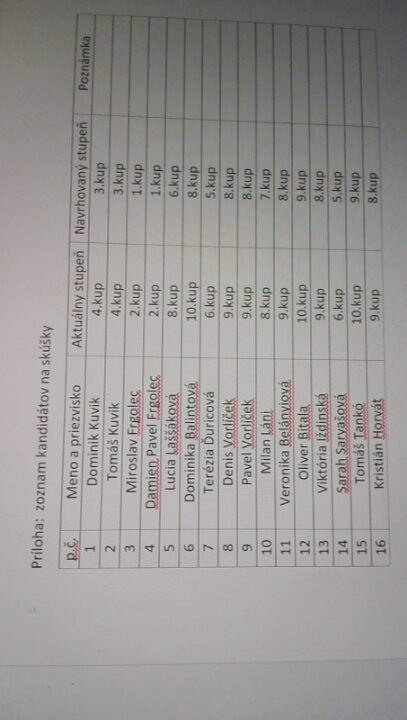 Príloha: zoznam kandidátov na skúšky
p.č. Meno a priezvisko Aktuálny stupeň Navrhovaný stupeň Poznámka
1 Dominik Kuvik 4.kup 3.kup
2 Tomáš Kuvik 4.kup 3.kup
3 Miroslav Frgolec 2.kup 1.kup
4 Damien Pavel Frgolec 2.kup 1.kup
5 Lucia Laššáková 8.kup 6.kup
6 Dominika Balintová 10.kup 8.kup
7 Terézia Ďuricová 6.kup 5.kup
8 Denis Vorlíček 9.kup 8.kup
9 Pavel Vorlíček 9.kup 8.kup
10 Milan Láni 8.kup 7.kup
11 Veronika Belányiová 9.kup 8.kup
12 Oliver Bitala 10.kup 9.kup
13 Viktória Iždinská 9.kup 8.kup
14 Sarah Sarvašová 6.kup 5.kup
15 Tomáš Tankó 10.kup 9.kup
16 Kristián Horvát 9.kup 8.kup